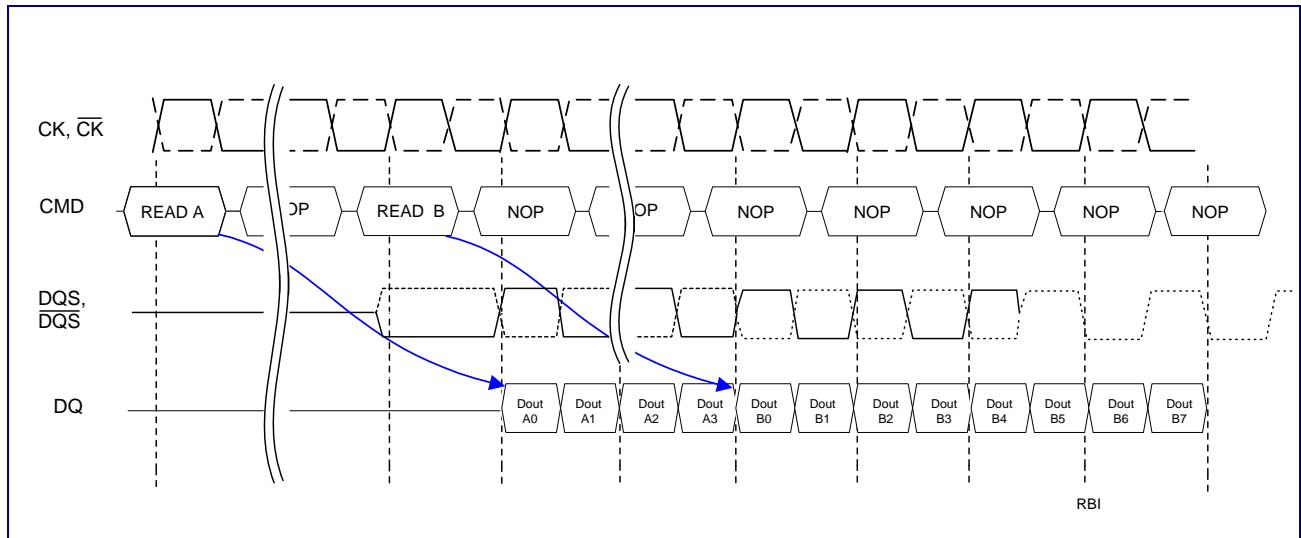 CK, CK
CMD
READ A
OP
READ B
NOP
OP
NOP
NOP
NOP
NOP
NOP
DQS,
DQS
DQ
Dout
A0
Dout
A1
Dout
A2
Dout
A3
Dout
B0
Dout
B1
Dout
B2
Dout
B3
Dout
B4
Dout
B5
Dout
B6
Dout
B7
RBI